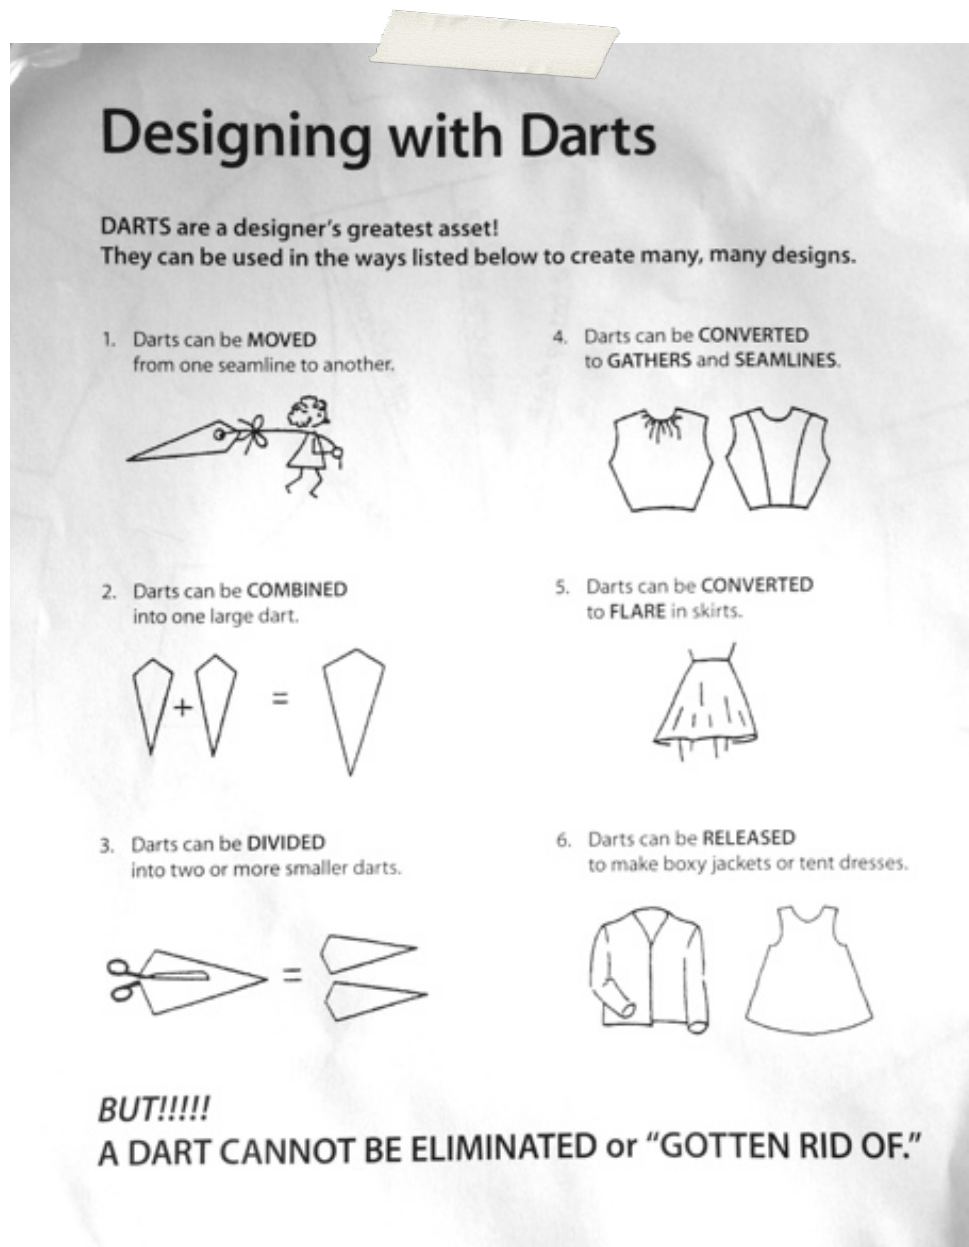 Designing with Darts
DARTS are a designer's greatest asset!
They can be used in the ways listed below to create many, many designs.
1. Darts can be MOVED
from one seamline to another.
2. Darts can be COMBINED
into one large dart.
+ =
3. Darts can be DIVIDED
into two or more smaller darts.
=
4. Darts can be CONVERTED
to GATHERS and SEAMLINES.
5. Darts can be CONVERTED
to FLARE in skirts.
6. Darts can be RELEASED
to make boxy jackets or tent dresses.
BUT!!!!!
A DART CANNOT BE ELIMINATED or “GOTTEN RID OF.”